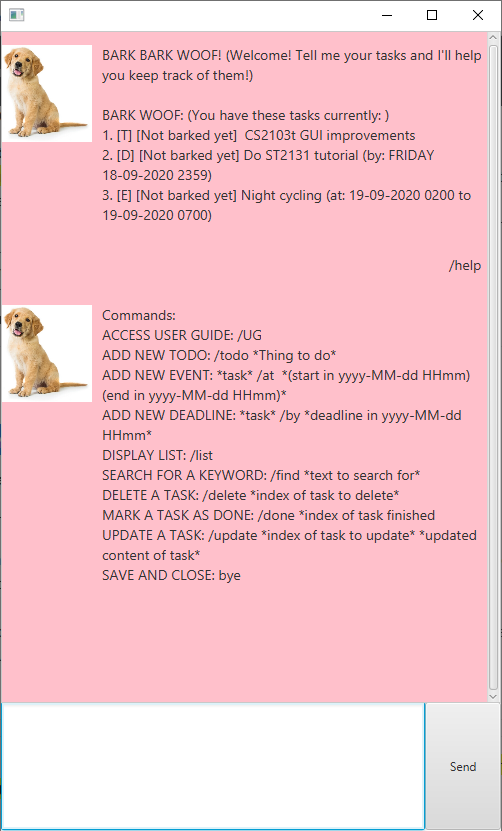 BARK BARK WOOF! (Welcome! Tell me your tasks and I'll help
you keep track of them!)
BARK WOOF: (You have these tasks currently: )
1. [T] [Not barked yet]  CS2103t GUI improvements
2. [D] [Not barked yet] Do ST2131 tutorial (by: FRIDAY
18-09-2020 2359)
3. [E] [Not barked yet] Night cycling (at: 19-09-2020 0200 to
19-09-2020 0700)
/help
Commands:
ACCESS USER GUIDE: /UG
ADD NEW TODO: /todo *Thing to do*
ADD NEW EVENT: *task* /at  *(start in yyyy-MM-dd HHmm)
(end in yyyy-MM-dd HHmm)*
ADD NEW DEADLINE: *task* /by *deadline in yyyy-MM-dd
HHmm*
DISPLAY LIST: /list
SEARCH FOR A KEYWORD: /find *text to search for*
DELETE A TASK: /delete *index of task to delete*
MARK A TASK AS DONE: /done *index of task finished
UPDATE A TASK: /update *index of task to update* *updated
content of task*
SAVE AND CLOSE: bye
Send